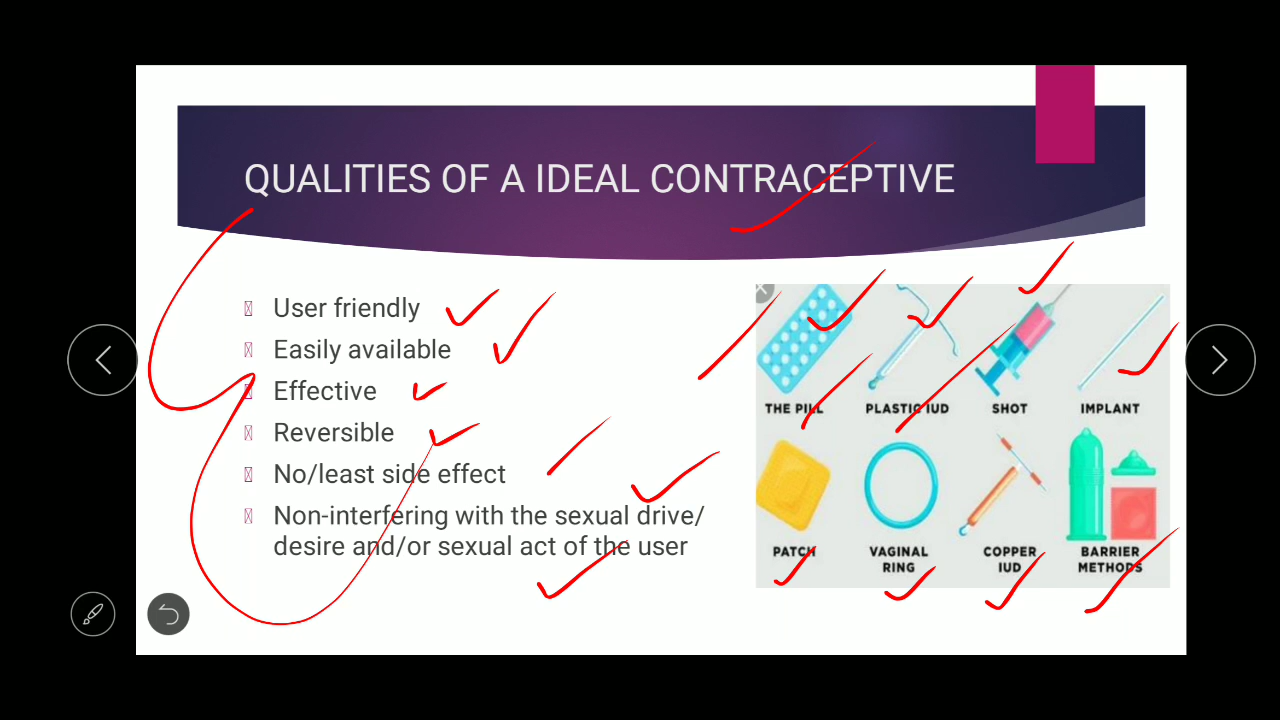 QUALITIES OF A IDEAL CONTRACEPTIVE
User friendly
Easily available
Effective
Reversible
No/least side effect
Non-interfering with the sexual drive/
desire and/or sexual act of the user
THE PILL
PLASTIC IUD
SHOT
IMPLANT
PATCH
VAGINAL
RING
COPPER
IUD
BARRIER
METHODS